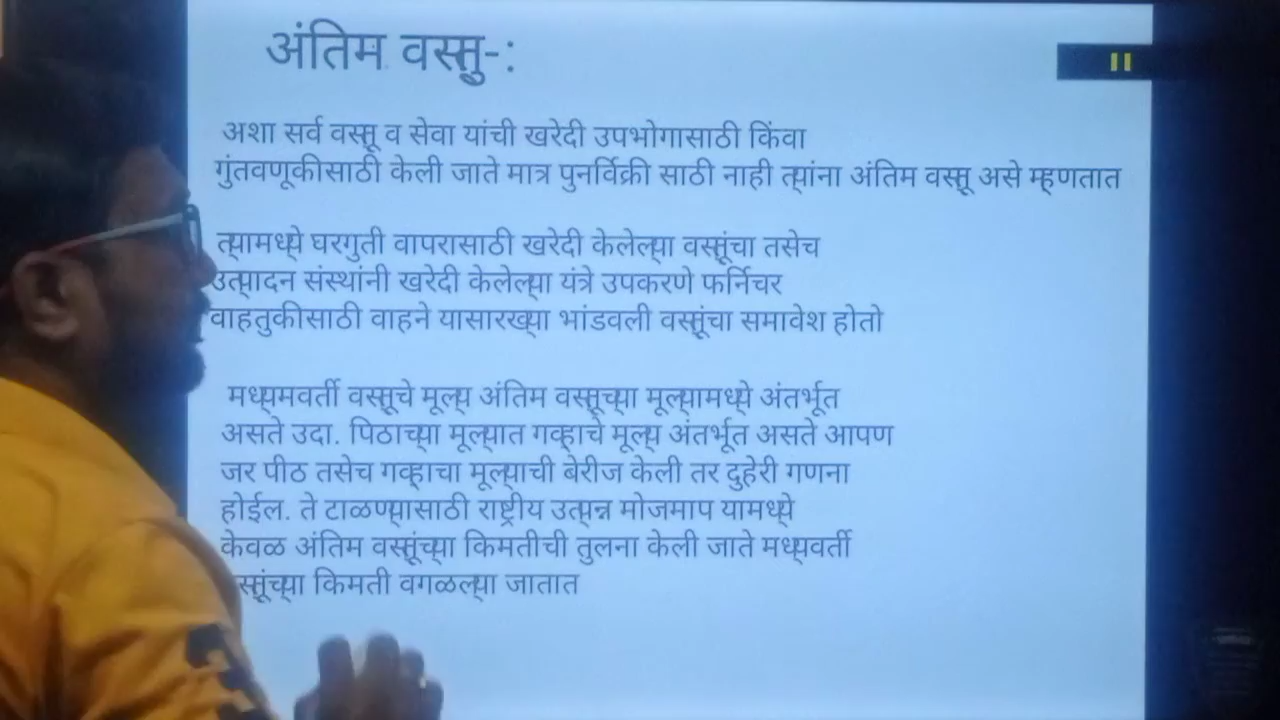 अंतिम वस्तु-:
अशा सर्व वस्तू व सेवा यांची खरेदी उपभोगासाठी किंवा
गुंतवणूकीसाठी केली जाते मात्र पुनर्विक्री साठी नाही त्यांना अंतिम वस्तू असे म्हणतात
त्यामध्ये घरगुती वापरासाठी खरेदी केलेल्या वस्तूंचा तसेच
उत्पादन संस्थांनी खरेदी केलेल्या यंत्रे उपकरणे फर्निचर
वाहतुकीसाठी वाहने यासारख्या भांडवली वस्तूंचा समावेश होतो
मध्यमवर्ती वस्तूचे मूल्य अंतिम वस्तूच्या मूल्यामध्ये अंतर्भूत
असते उदा. पिठाच्या मूल्यात गव्हाचे मूल्य अंतर्भूत असते आपण
जर पीठ तसेच गव्हाचा मूल्याची बेरीज केली तर दुहेरी गणना
होईल. ते टाळण्यासाठी राष्ट्रीय उत्पन्न मोजमाप यामध्ये
केवळ अंतिम वस्तूंच्या किमतीची तुलना केली जाते मध्यवर्ती
किमती वगळल्या जातात